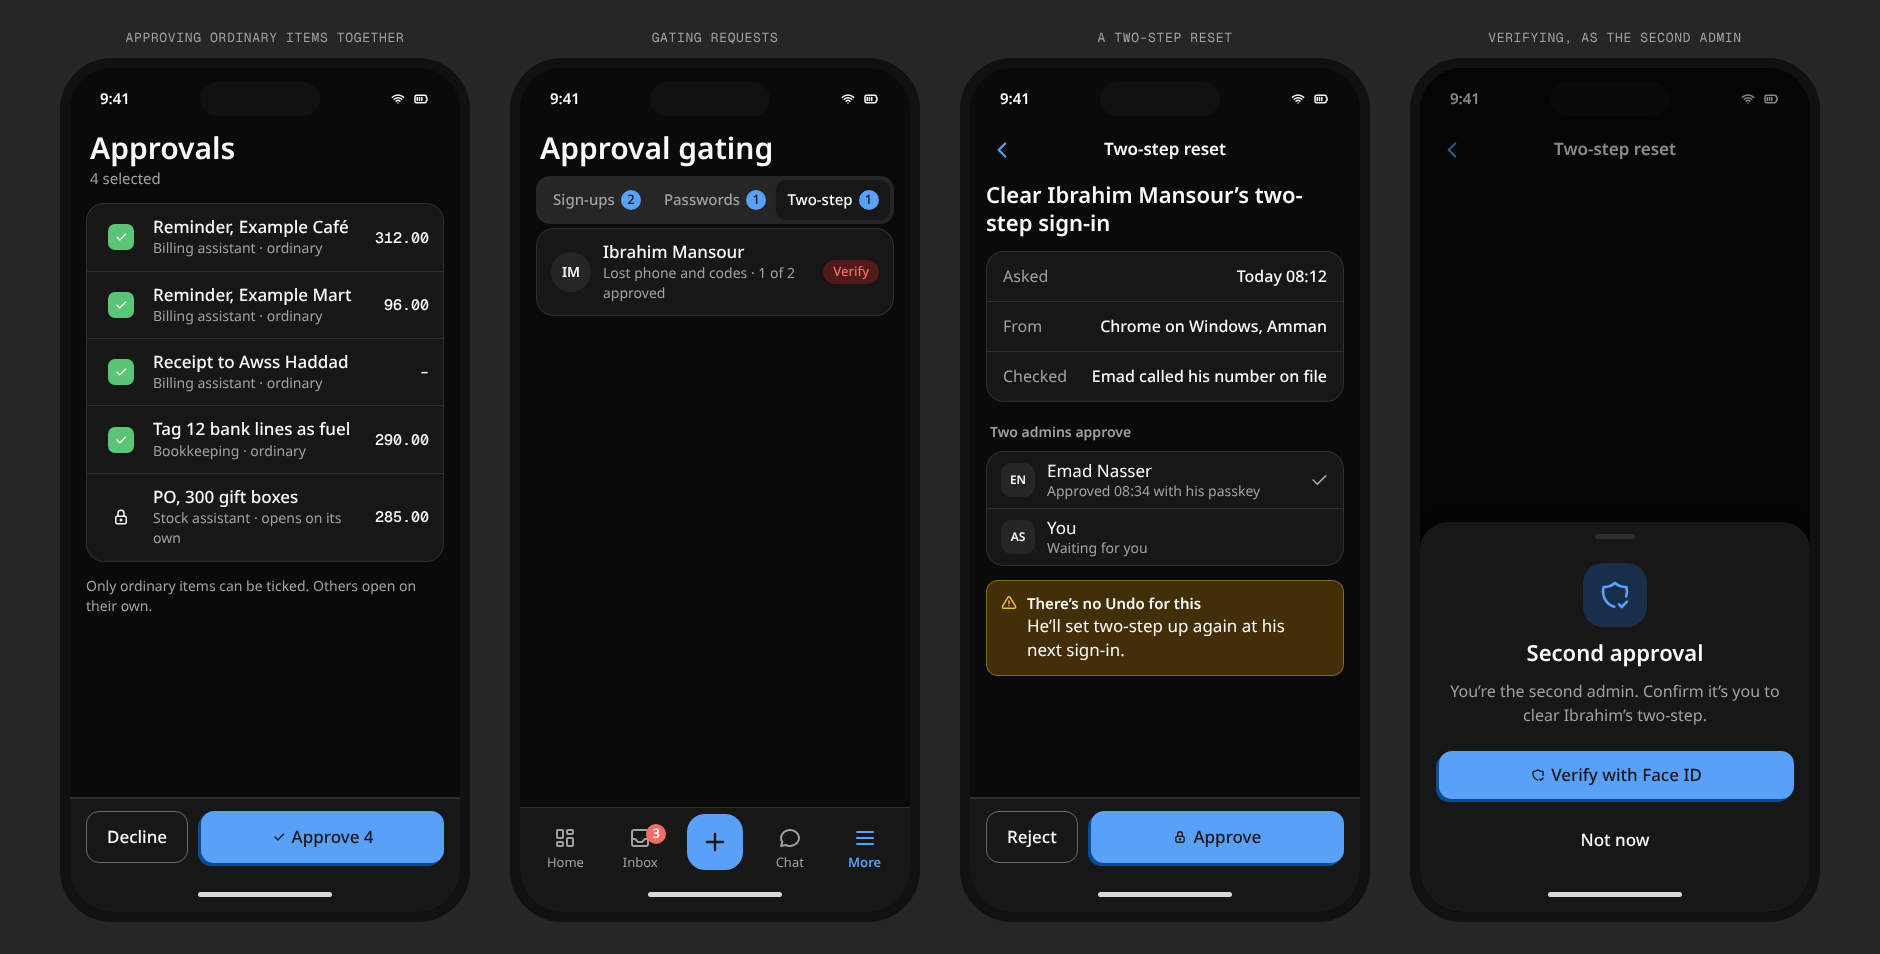 APPROVING ORDINARY ITEMS TOGETHER
9:41
Approvals
4 selected
Reminder, Example Café
Billing assistant · ordinary
312.00
Reminder, Example Mart
Billing assistant · ordinary
96.00
Receipt to Awss Haddad
Billing assistant · ordinary
–
Tag 12 bank lines as fuel
Bookkeeping · ordinary
290.00
PO, 300 gift boxes
Stock assistant · opens on its
own
285.00
Only ordinary items can be ticked. Others open on
their own.
Decline
Approve 4
GATING REQUESTS
9:41
Approval gating
Sign-ups 2
Passwords 1
Two-step 1
IM
Ibrahim Mansour
Lost phone and codes · 1 of 2
approved
Verify
Home
Inbox
3
Chat
More
A TWO-STEP RESET
9:41
Two-step reset
Clear Ibrahim Mansour’s two-
step sign-in
Asked
Today 08:12
From
Chrome on Windows, Amman
Checked
Emad called his number on file
Two admins approve
EN
Emad Nasser
Approved 08:34 with his passkey
AS
You
Waiting for you
There’s no Undo for this
He’ll set two-step up again at his
next sign-in.
Reject
Approve
VERIFYING, AS THE SECOND ADMIN
9:41
Two-step reset
Second approval
You’re the second admin. Confirm it’s you to
clear Ibrahim’s two-step.
Verify with Face ID
Not now